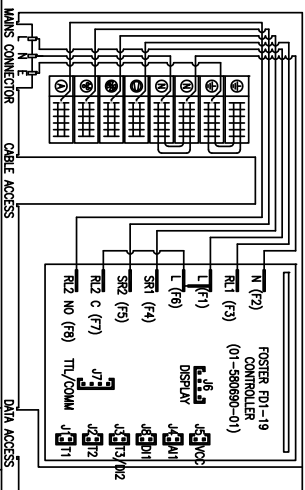 MAINS CONNECTOR
L
N
E
CABLE ACCESS
DATA ACCESS
N
N
N (F2)
RL1 (F3)
L (F1)
L (F6)
SR1 (F4)
SR2 (F5)
RL2 C (F7)
RL2 NO (F8)
FOSTER FD1-19
CONTROLLER
(01-580690-01)
J6
DISPLAY
J7
TTL/COMM
J5 VOC
J4 AI1
J8 DI1
J3 T3/DI2
J2 T2
J1 T1